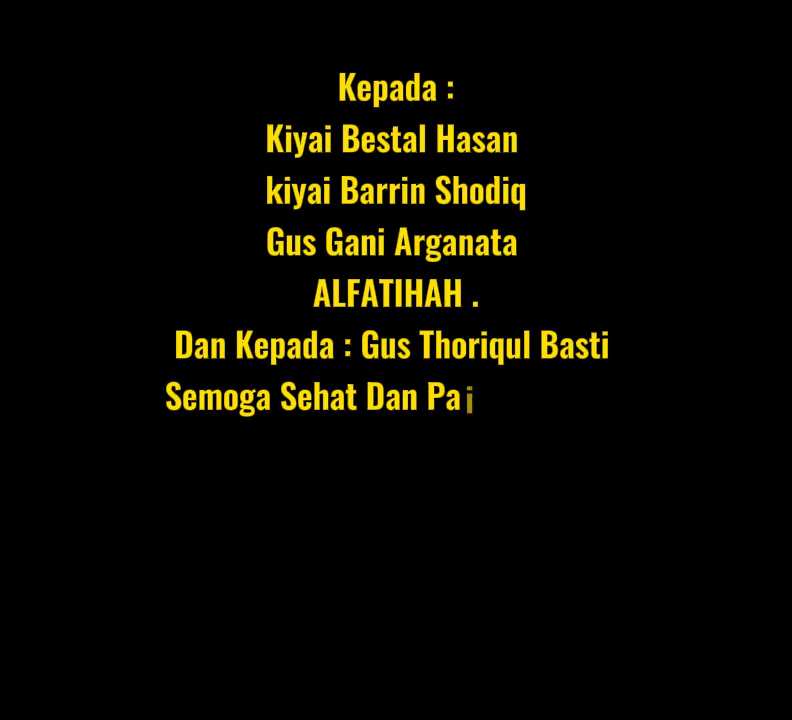 Kepada :
Kiyai Bestal Hasan
kiyai Barrin Shodiq
Gus Gani Arganata
ALFATIHAH .
Dan Kepada : Gus Thoriqul Basti
Semoga Sehat Dan